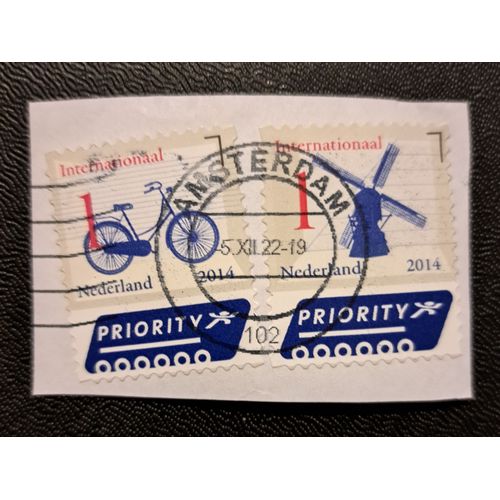 Internationaal
1
Nederland 2014
PRIORITY
Internationaal
1
Nederland 2014
PRIORITY
AMSTERDAM
-5.XII.22-19
102